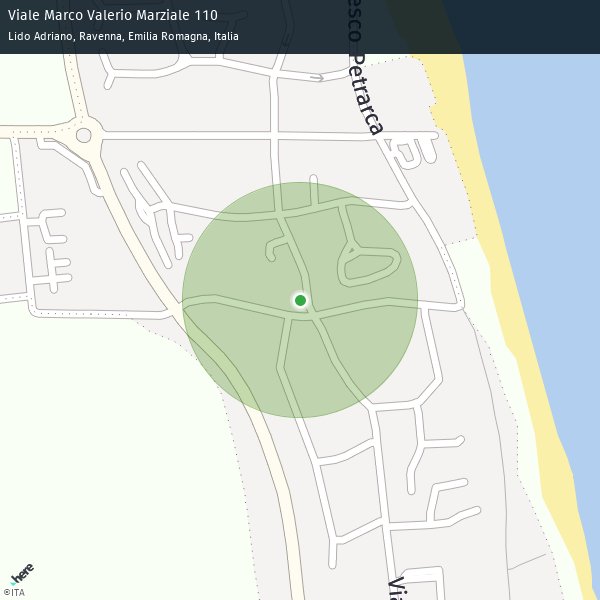 Viale Marco Valerio Marziale 110
Lido Adriano, Ravenna, Emilia Romagna, Italia
esco Petrarca
Via
here
©ITA